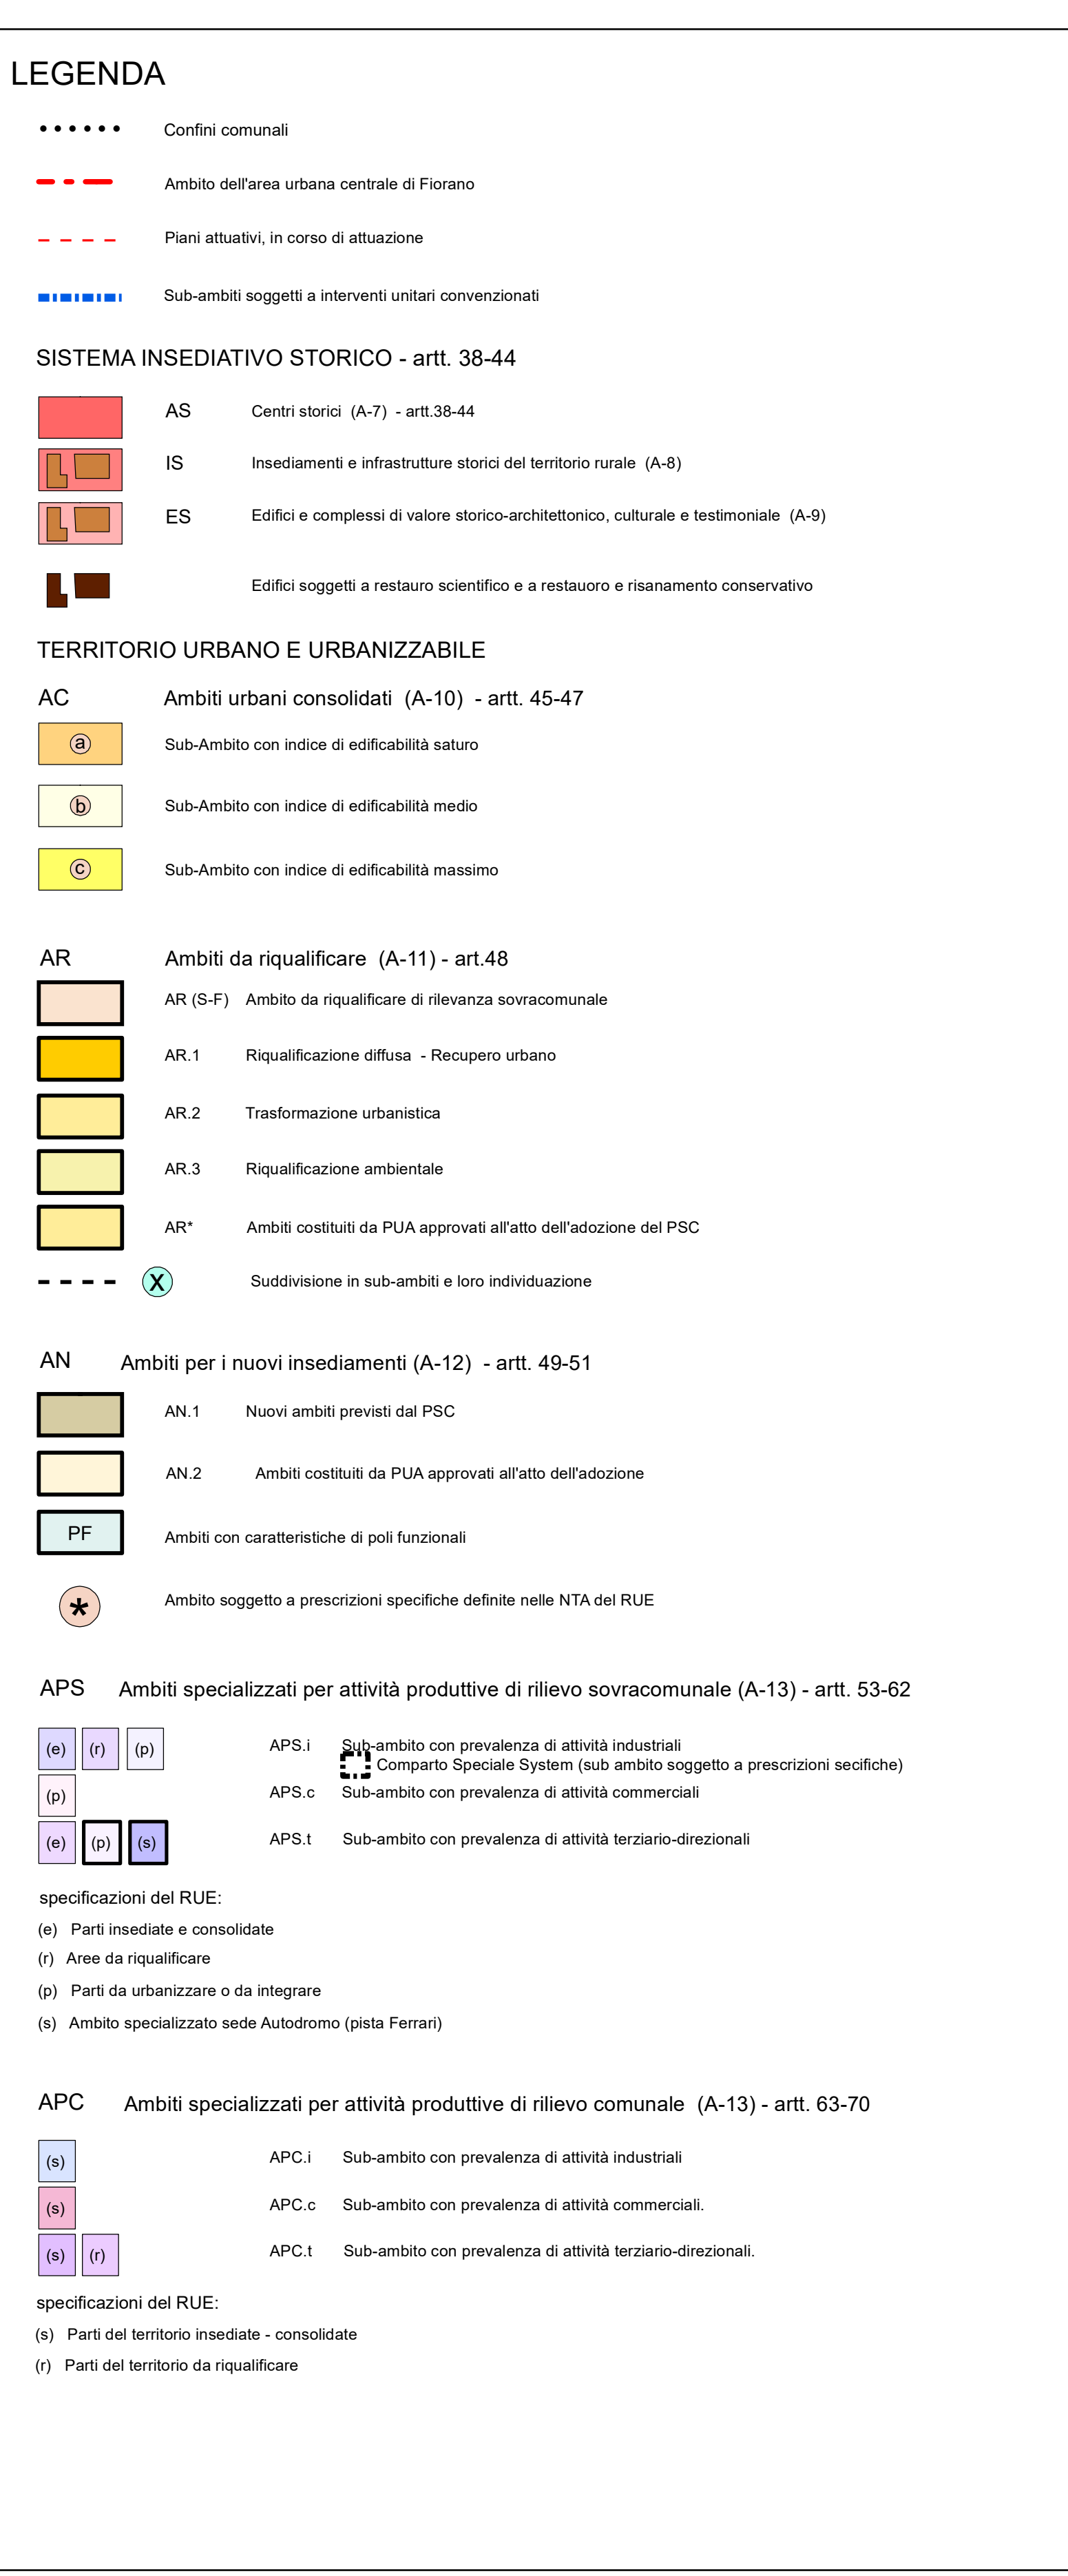 LEGENDA
Confini comunali
Ambito dell'area urbana centrale di Fiorano
Piani attuativi, in corso di attuazione
Sub-ambiti soggetti a interventi unitari convenzionati
SISTEMA INSEDIATIVO STORICO - artt. 38-44
AS Centri storici (A-7) - artt.38-44
IS Insediamenti e infrastrutture storici del territorio rurale (A-8)
ES Edifici e complessi di valore storico-architettonico, culturale e testimoniale (A-9)
Edifici soggetti a restauro scientifico e a restauoro e risanamento conservativo
TERRITORIO URBANO E URBANIZZABILE
AC Ambiti urbani consolidati (A-10) - artt. 45-47
a Sub-Ambito con indice di edificabilità saturo
b Sub-Ambito con indice di edificabilità medio
c Sub-Ambito con indice di edificabilità massimo
AR Ambiti da riqualificare (A-11) - art.48
AR (S-F) Ambito da riqualificare di rilevanza sovracomunale
AR.1 Riqualificazione diffusa - Recupero urbano
AR.2 Trasformazione urbanistica
AR.3 Riqualificazione ambientale
AR* Ambiti costituiti da PUA approvati all'atto dell'adozione del PSC
x Suddivisione in sub-ambiti e loro individuazione
AN Ambiti per i nuovi insediamenti (A-12) - artt. 49-51
AN.1 Nuovi ambiti previsti dal PSC
AN.2 Ambiti costituiti da PUA approvati all'atto dell'adozione
PF Ambiti con caratteristiche di poli funzionali
* Ambito soggetto a prescrizioni specifiche definite nelle NTA del RUE
APS Ambiti specializzati per attività produttive di rilievo sovracomunale (A-13) - artt. 53-62
(e) (r) (p) APS.i Sub-ambito con prevalenza di attività industriali
Comparto Speciale System (sub ambito soggetto a prescrizioni secifiche)
(p) APS.c Sub-ambito con prevalenza di attività commerciali
(e) (p) (s) APS.t Sub-ambito con prevalenza di attività terziario-direzionali
specificazioni del RUE:
(e) Parti insediate e consolidate
(r) Aree da riqualificare
(p) Parti da urbanizzare o da integrare
(s) Ambito specializzato sede Autodromo (pista Ferrari)
APC Ambiti specializzati per attività produttive di rilievo comunale (A-13) - artt. 63-70
(s) APC.i Sub-ambito con prevalenza di attività industriali
(s) APC.c Sub-ambito con prevalenza di attività commerciali.
(s) (r) APC.t Sub-ambito con prevalenza di attività terziario-direzionali.
specificazioni del RUE:
(s) Parti del territorio insediate - consolidate
(r) Parti del territorio da riqualificare